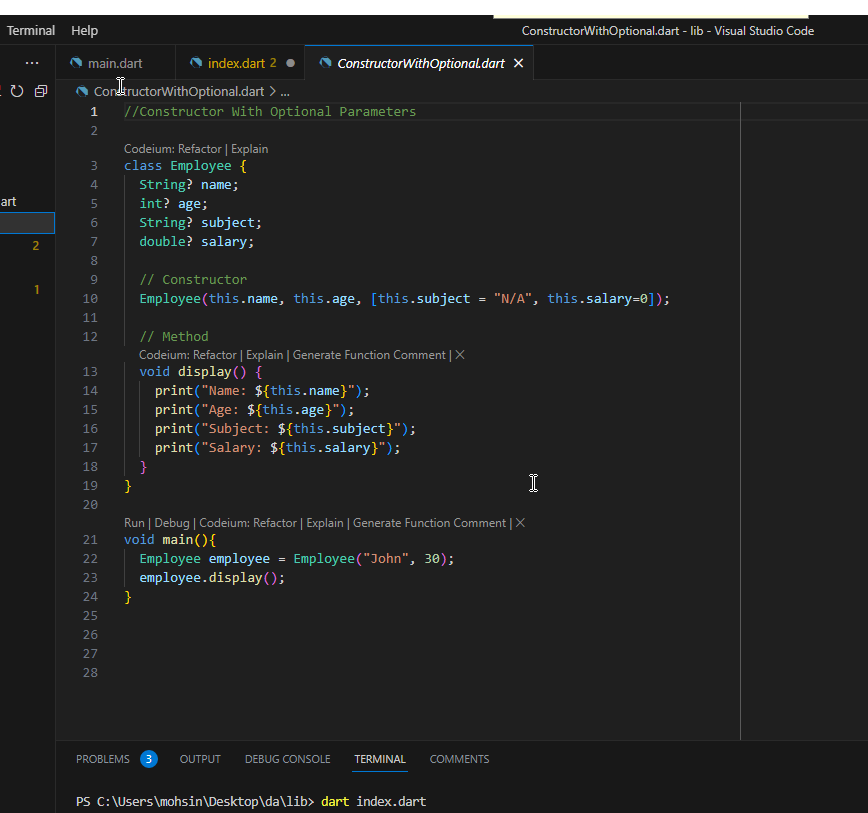 Terminal Help ConstructorWithOptional.dart - lib - Visual Studio Code
... main.dart index.dart 2 ConstructorWithOptional.dart
ConstructorWithOptional.dart > ...
1 //Constructor With Optional Parameters
2
Codeium: Refactor | Explain
3 class Employee {
4 String? name;
art
5 int? age;
6 String? subject;
7 double? salary;
2
8
9 // Constructor
1
10 Employee(this.name, this.age, [this.subject = "N/A", this.salary=0]);
11
12 // Method
Codeium: Refactor | Explain | Generate Function Comment | X
13 void display() {
14 print("Name: ${this.name}");
15 print("Age: ${this.age}");
16 print("Subject: ${this.subject}");
17 print("Salary: ${this.salary}");
18 }
19 }
20
Run | Debug | Codeium: Refactor | Explain | Generate Function Comment | X
21 void main(){
22 Employee employee = Employee("John", 30);
23 employee.display();
24 }
25
26
27
28
PROBLEMS 3 OUTPUT DEBUG CONSOLE TERMINAL COMMENTS
PS C:\Users\mohsin\Desktop\da\lib> dart index.dart